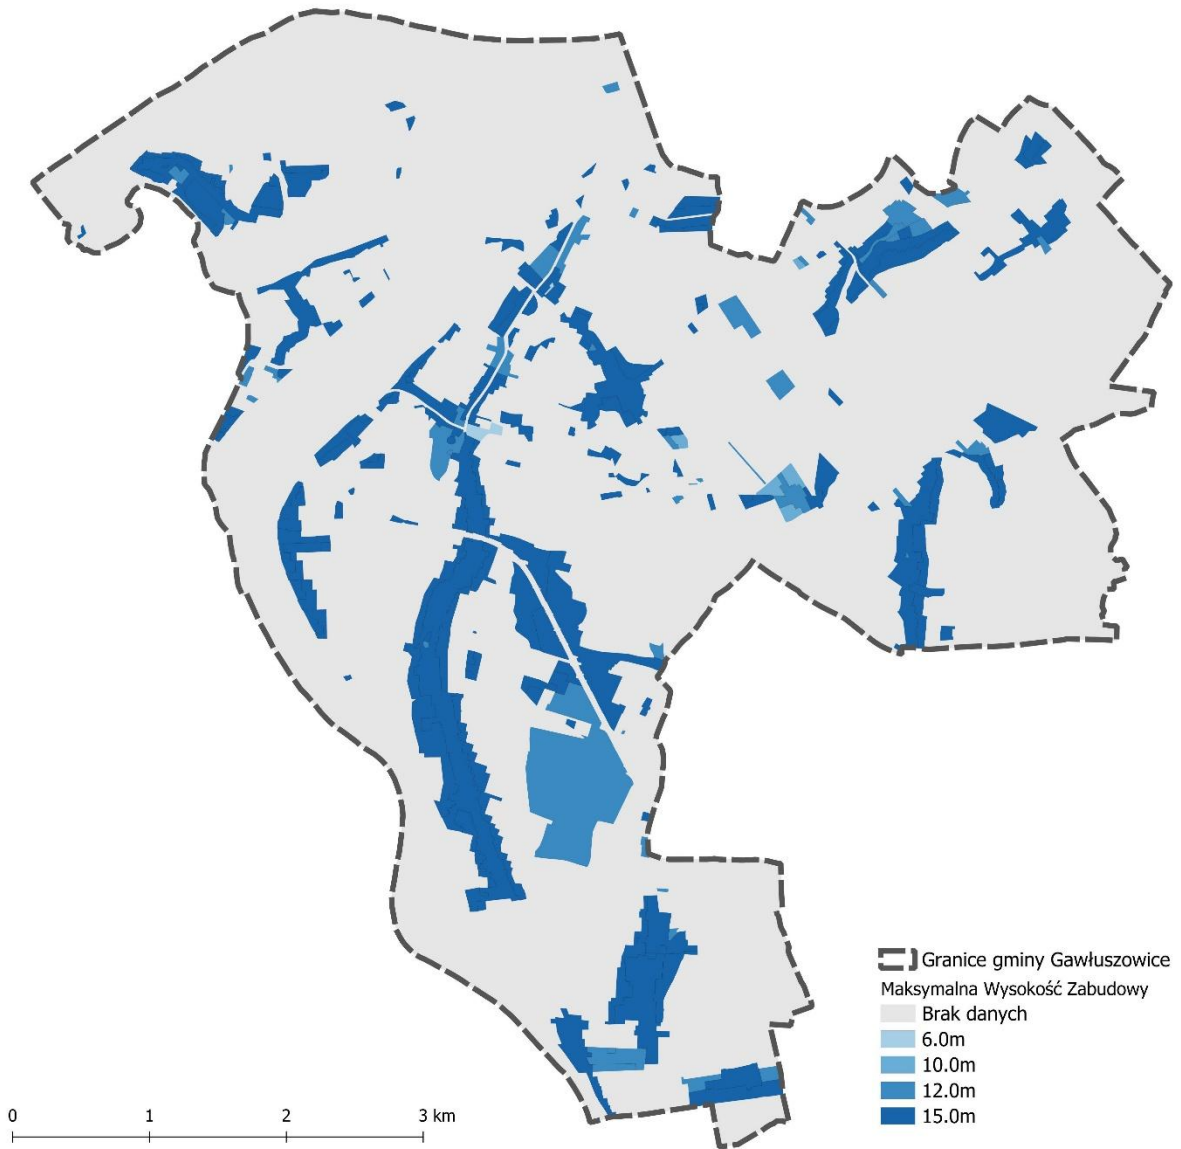 Granice gminy Gawłuszowice
Maksymalna Wysokość Zabudowy
Brak danych
6.0m
10.0m
12.0m
15.0m
0 1 2 3 km